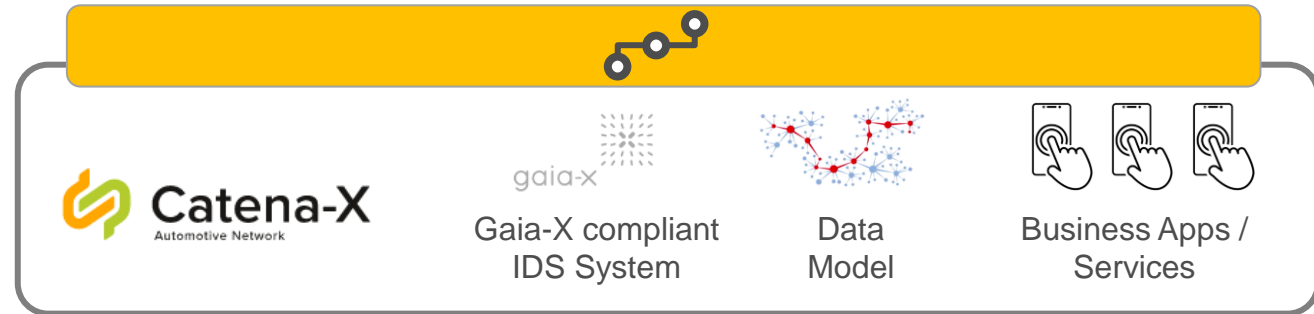 gaia-x
Catena-X
Automotive Network
Gaia-X compliant
IDS System
Data
Model
Business Apps /
Services